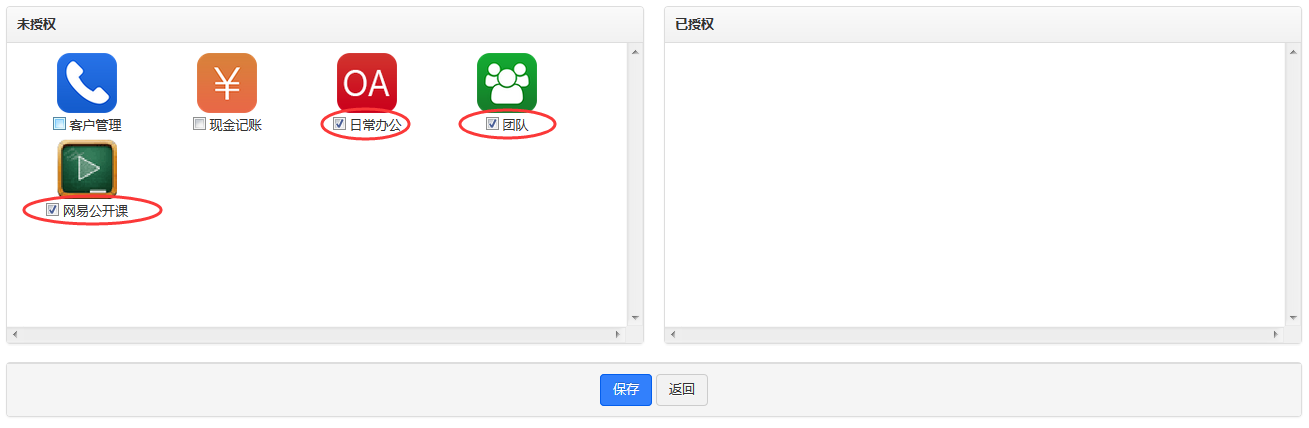 未授权
已授权
¥
OA
客户管理
现金记账
日常办公
团队
网易公开课
保存
返回